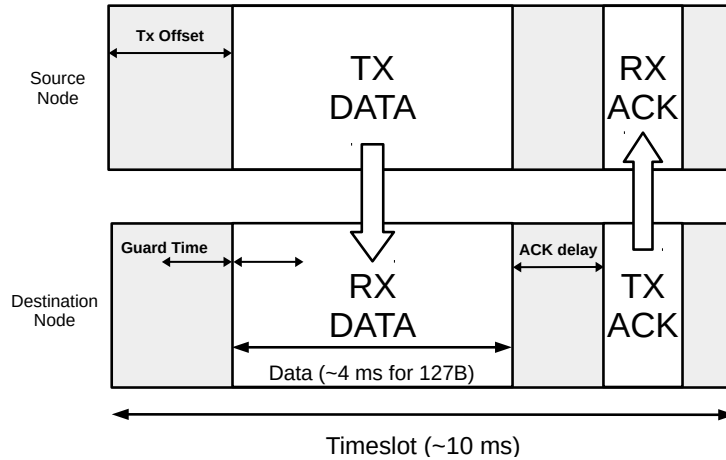 Tx Offset
Source
Node
TX
DATA
RX
ACK
Guard Time
ACK delay
Destination
Node
RX
DATA
TX
ACK
Data (~4 ms for 127B)
Timeslot (~10 ms)